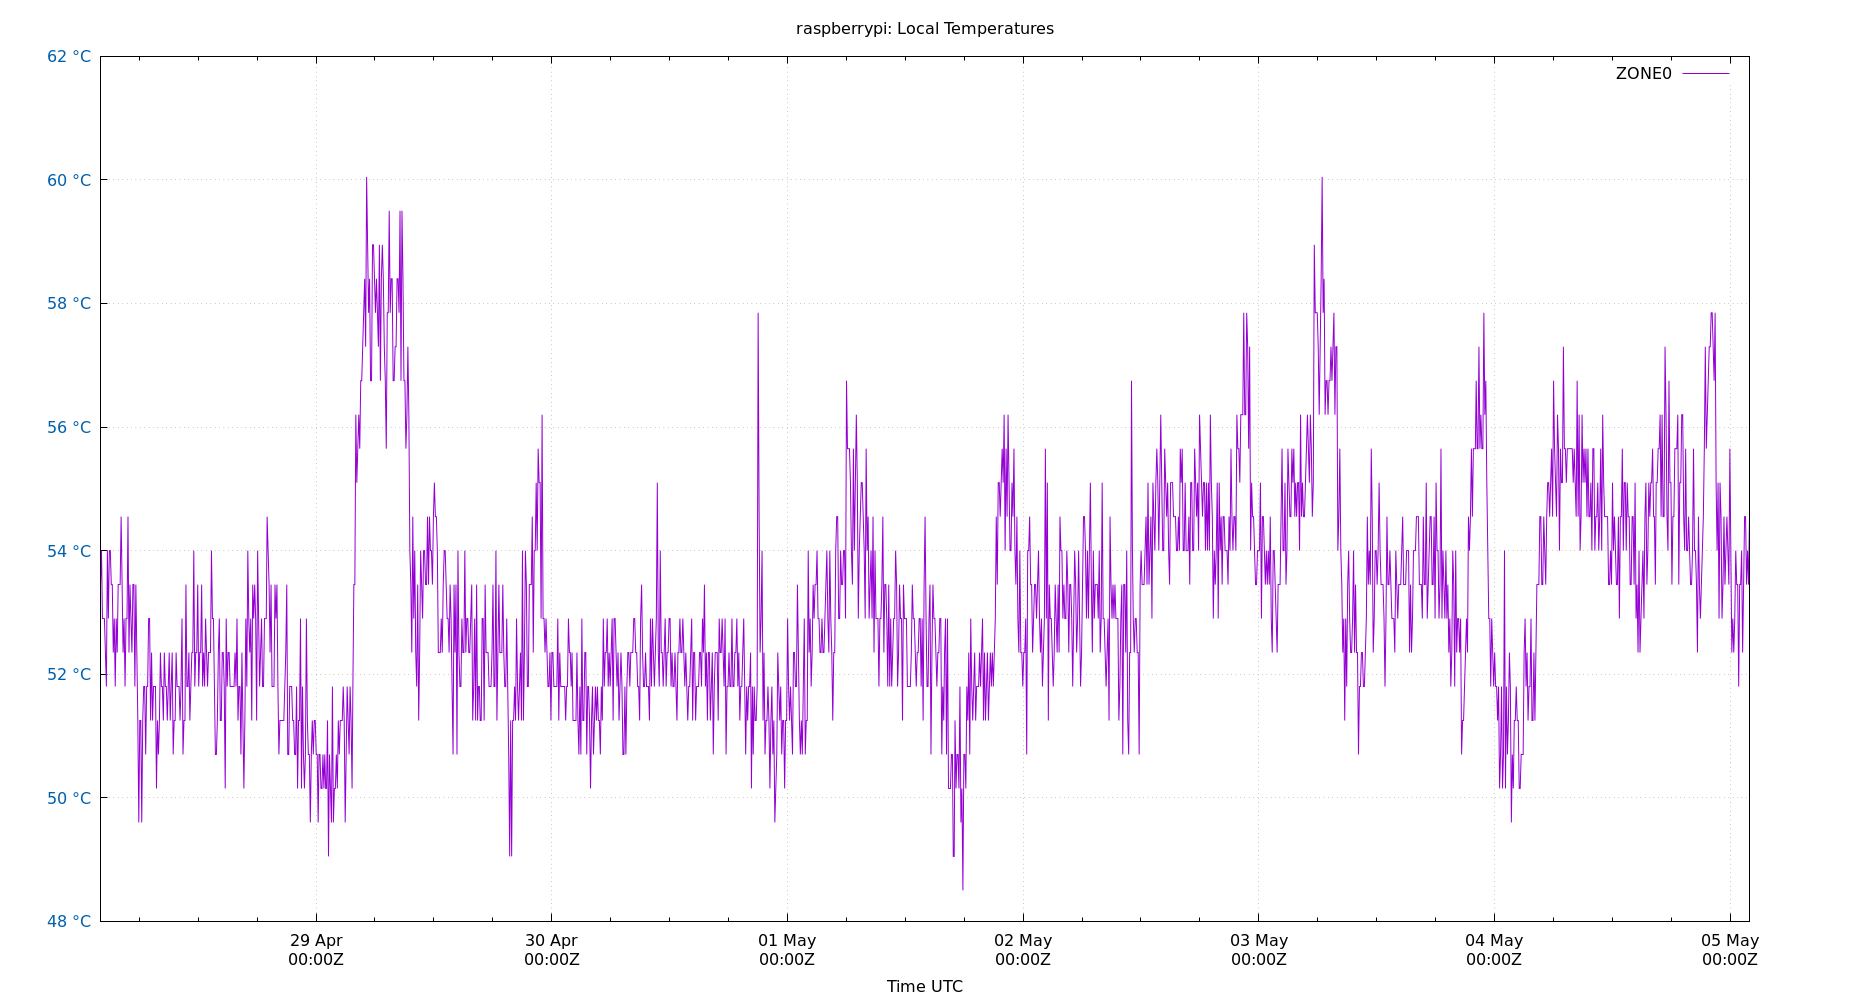 raspberrypi: Local Temperatures
62 °C
ZONE0
60 °C
58 °C
56 °C
54 °C
52 °C
50 °C
48 °C
29 Apr 30 Apr 01 May 02 May 03 May 04 May 05 May
00:00Z 00:00Z 00:00Z 00:00Z 00:00Z 00:00Z 00:00Z
Time UTC